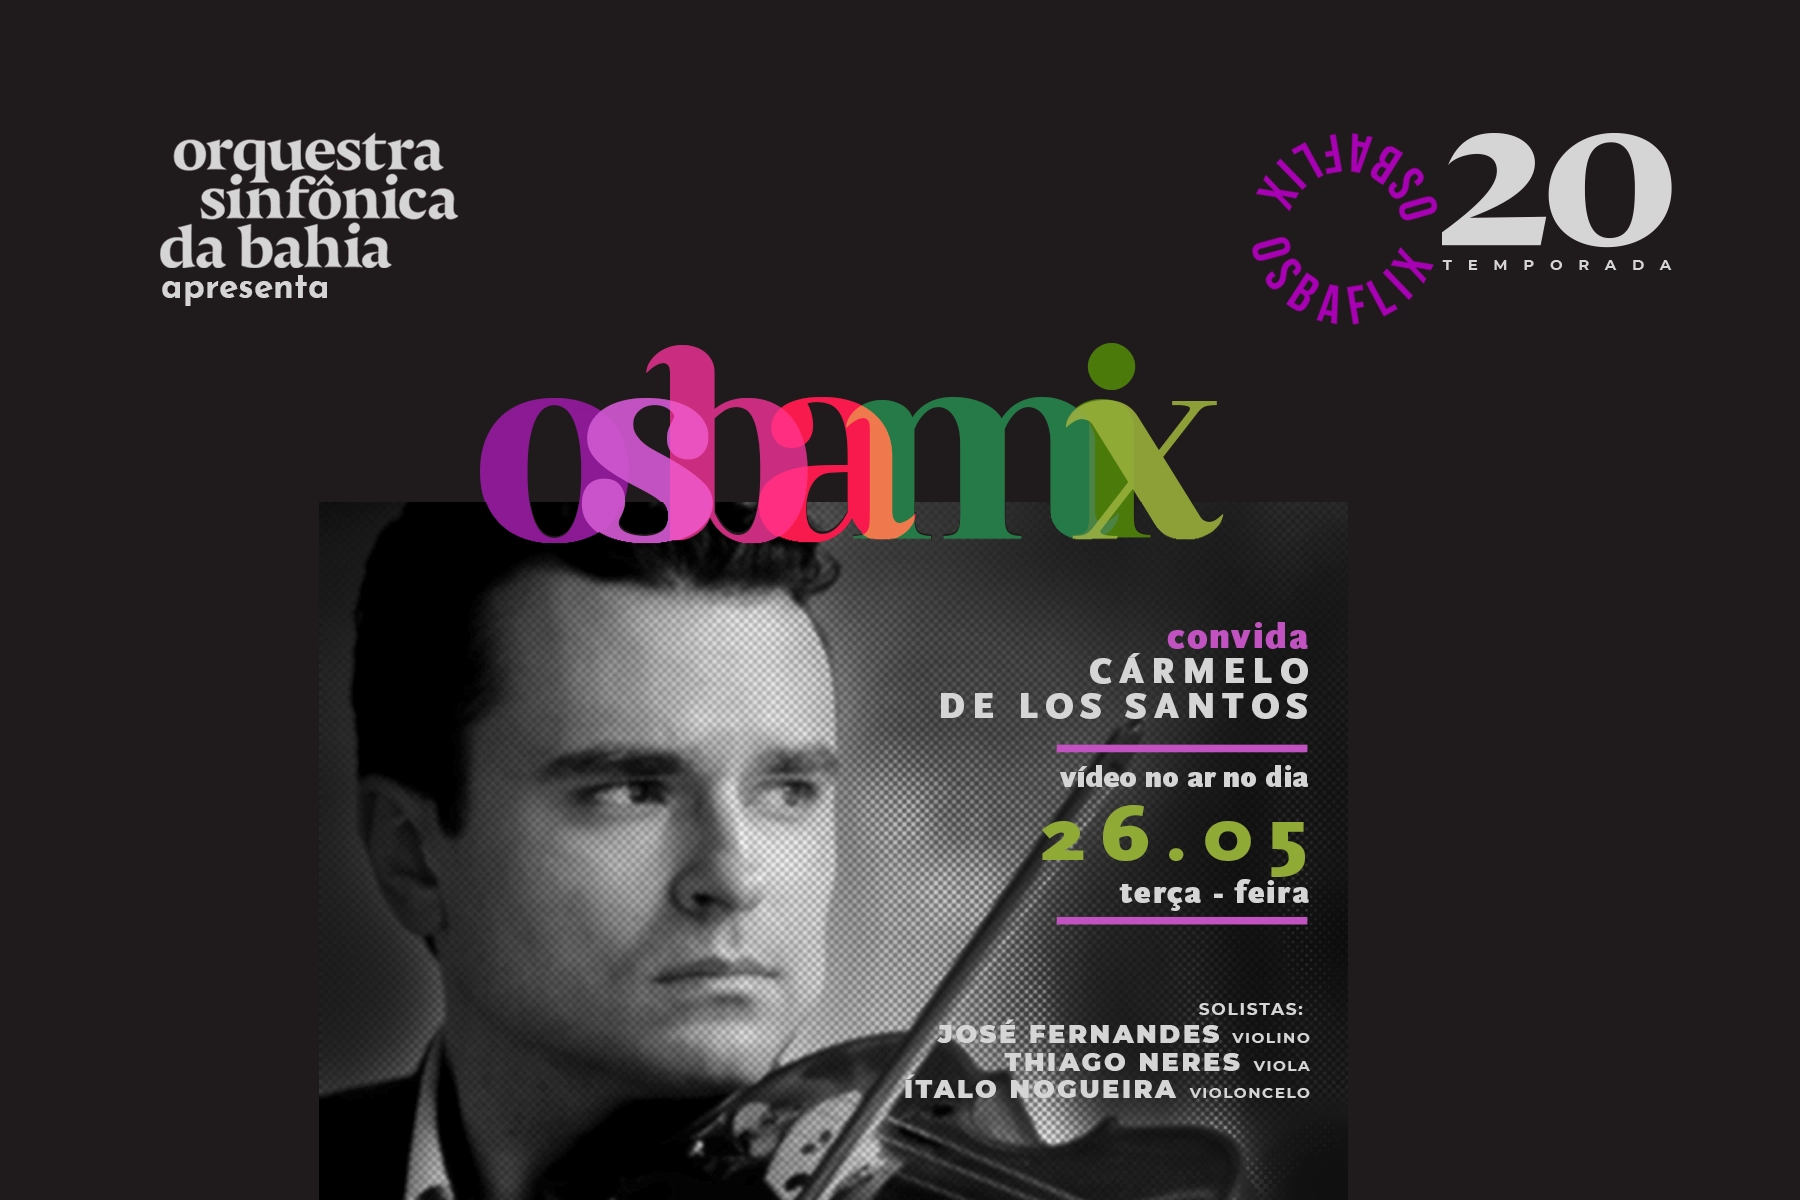 orquestra
sinfônica
da bahia
apresenta
OSBAFLIX
OSBAFLIX
20
TEMPORADA
osbamix
convida
CÁRMELO
DE LOS SANTOS
vídeo no ar no dia
26.05
terça - feira
SOLISTAS:
JOSÉ FERNANDES VIOLINO
THIAGO NERES VIOLA
ÍTALO NOGUEIRA VIOLONCELO